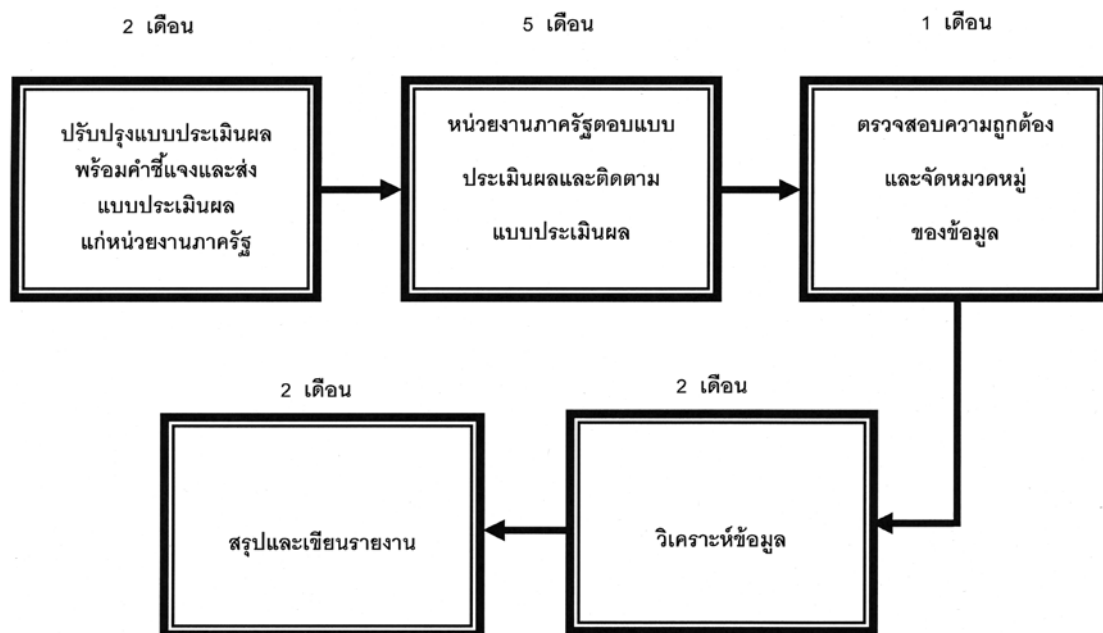 2 เดือน
5 เดือน
1 เดือน
ปรับปรุงแบบประเมินผล
พร้อมคำชี้แจงและส่ง
แบบประเมินผล
แก่หน่วยงานภาครัฐ
หน่วยงานภาครัฐตอบแบบ
ประเมินผลและติดตาม
แบบประเมินผล
ตรวจสอบความถูกต้อง
และจัดหมวดหมู่
ของข้อมูล
2 เดือน
2 เดือน
สรุปและเขียนรายงาน
วิเคราะห์ข้อมูล